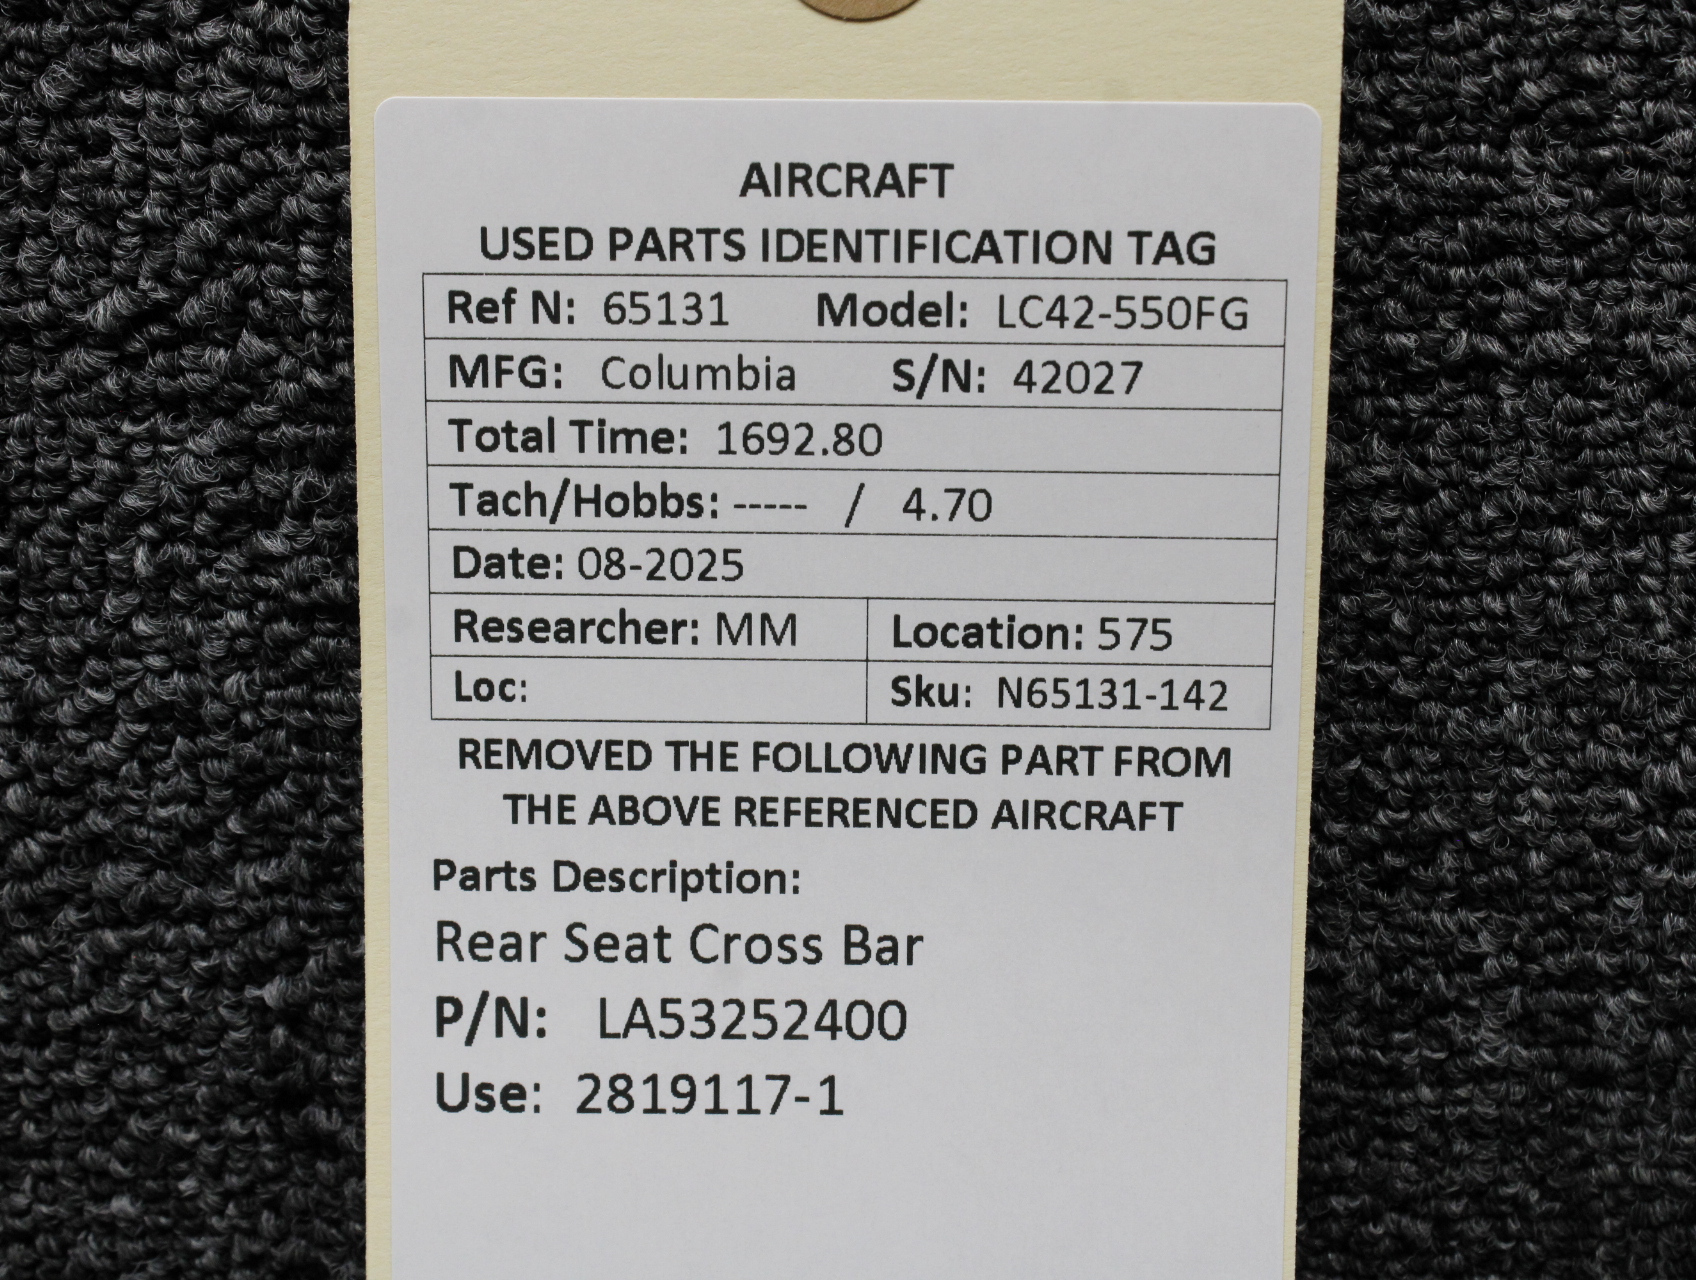 AIRCRAFT
USED PARTS IDENTIFICATION TAG
Ref N: 65131 Model: LC42-550FG
MFG: Columbia S/N: 42027
Total Time: 1692.80
Tach/Hobbs: ----- / 4.70
Date: 08-2025
Researcher: MM Location: 575
Loc: Sku: N65131-142
REMOVED THE FOLLOWING PART FROM
THE ABOVE REFERENCED AIRCRAFT
Parts Description:
Rear Seat Cross Bar
P/N: LA53252400
Use: 2819117-1